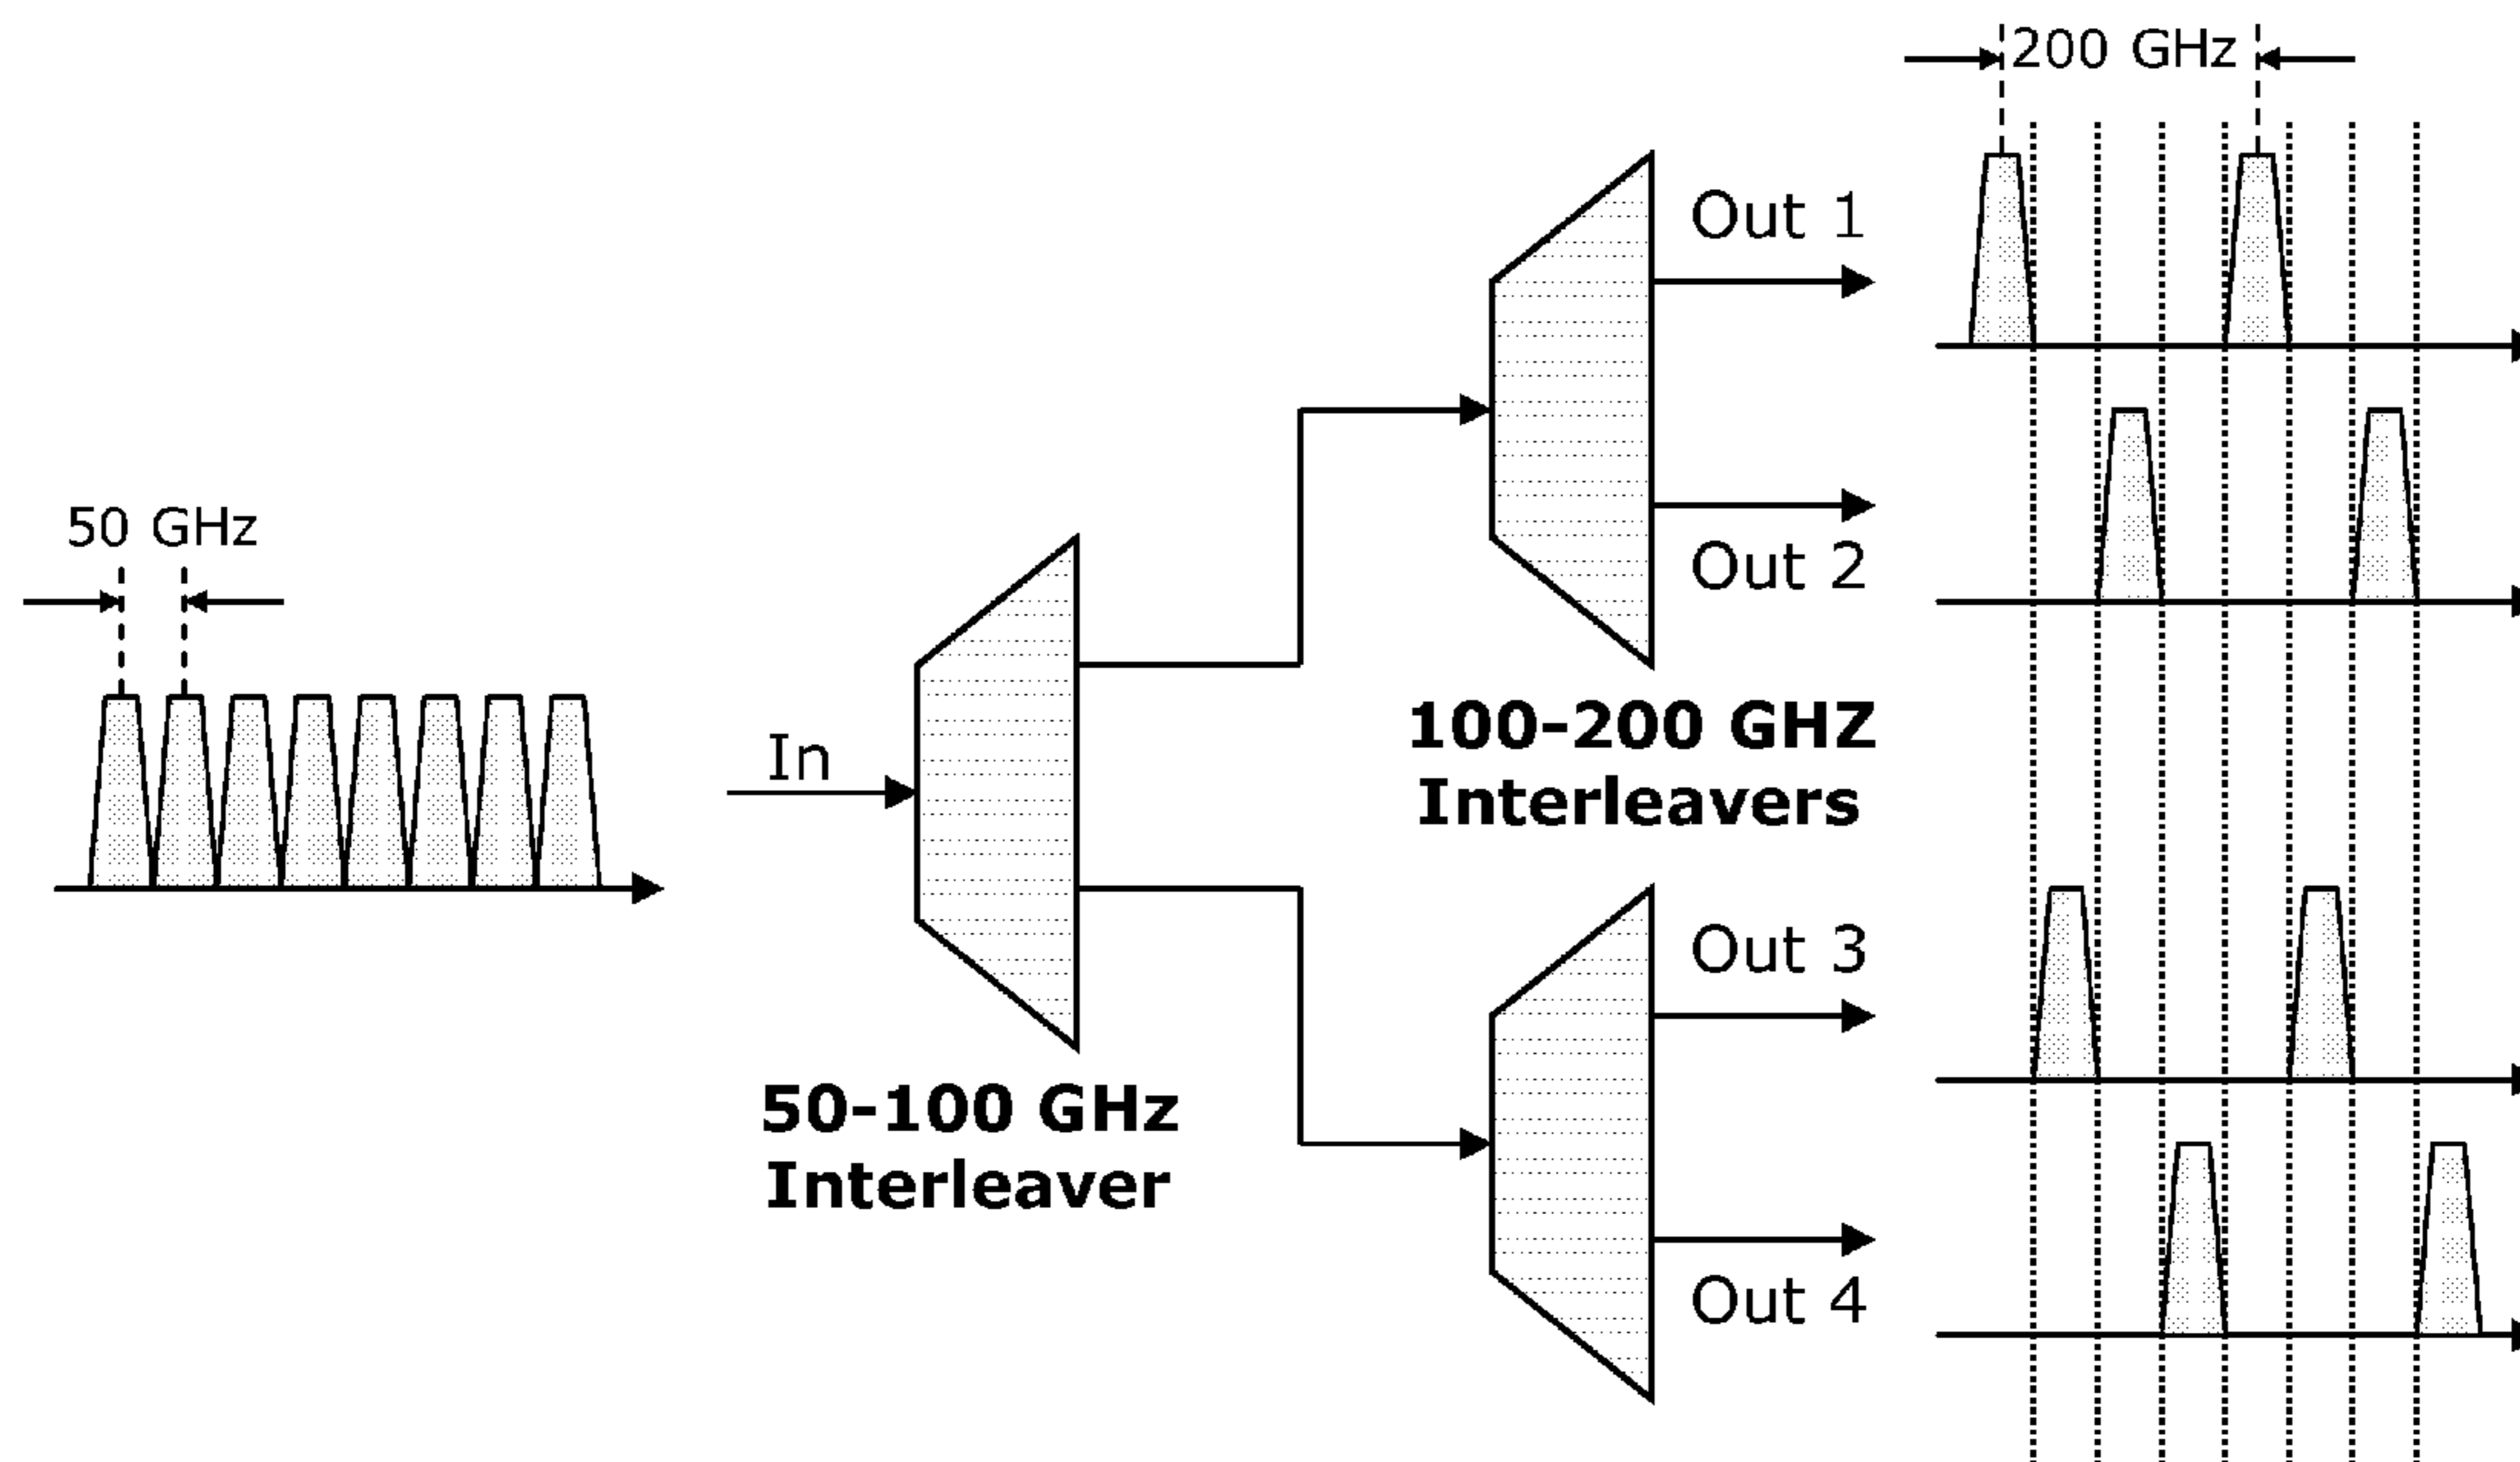 200 GHz
Out 1
50 GHz
Out 2
100-200 GHZ
Interleavers
In
Out 3
50-100 GHz
Interleaver
Out 4